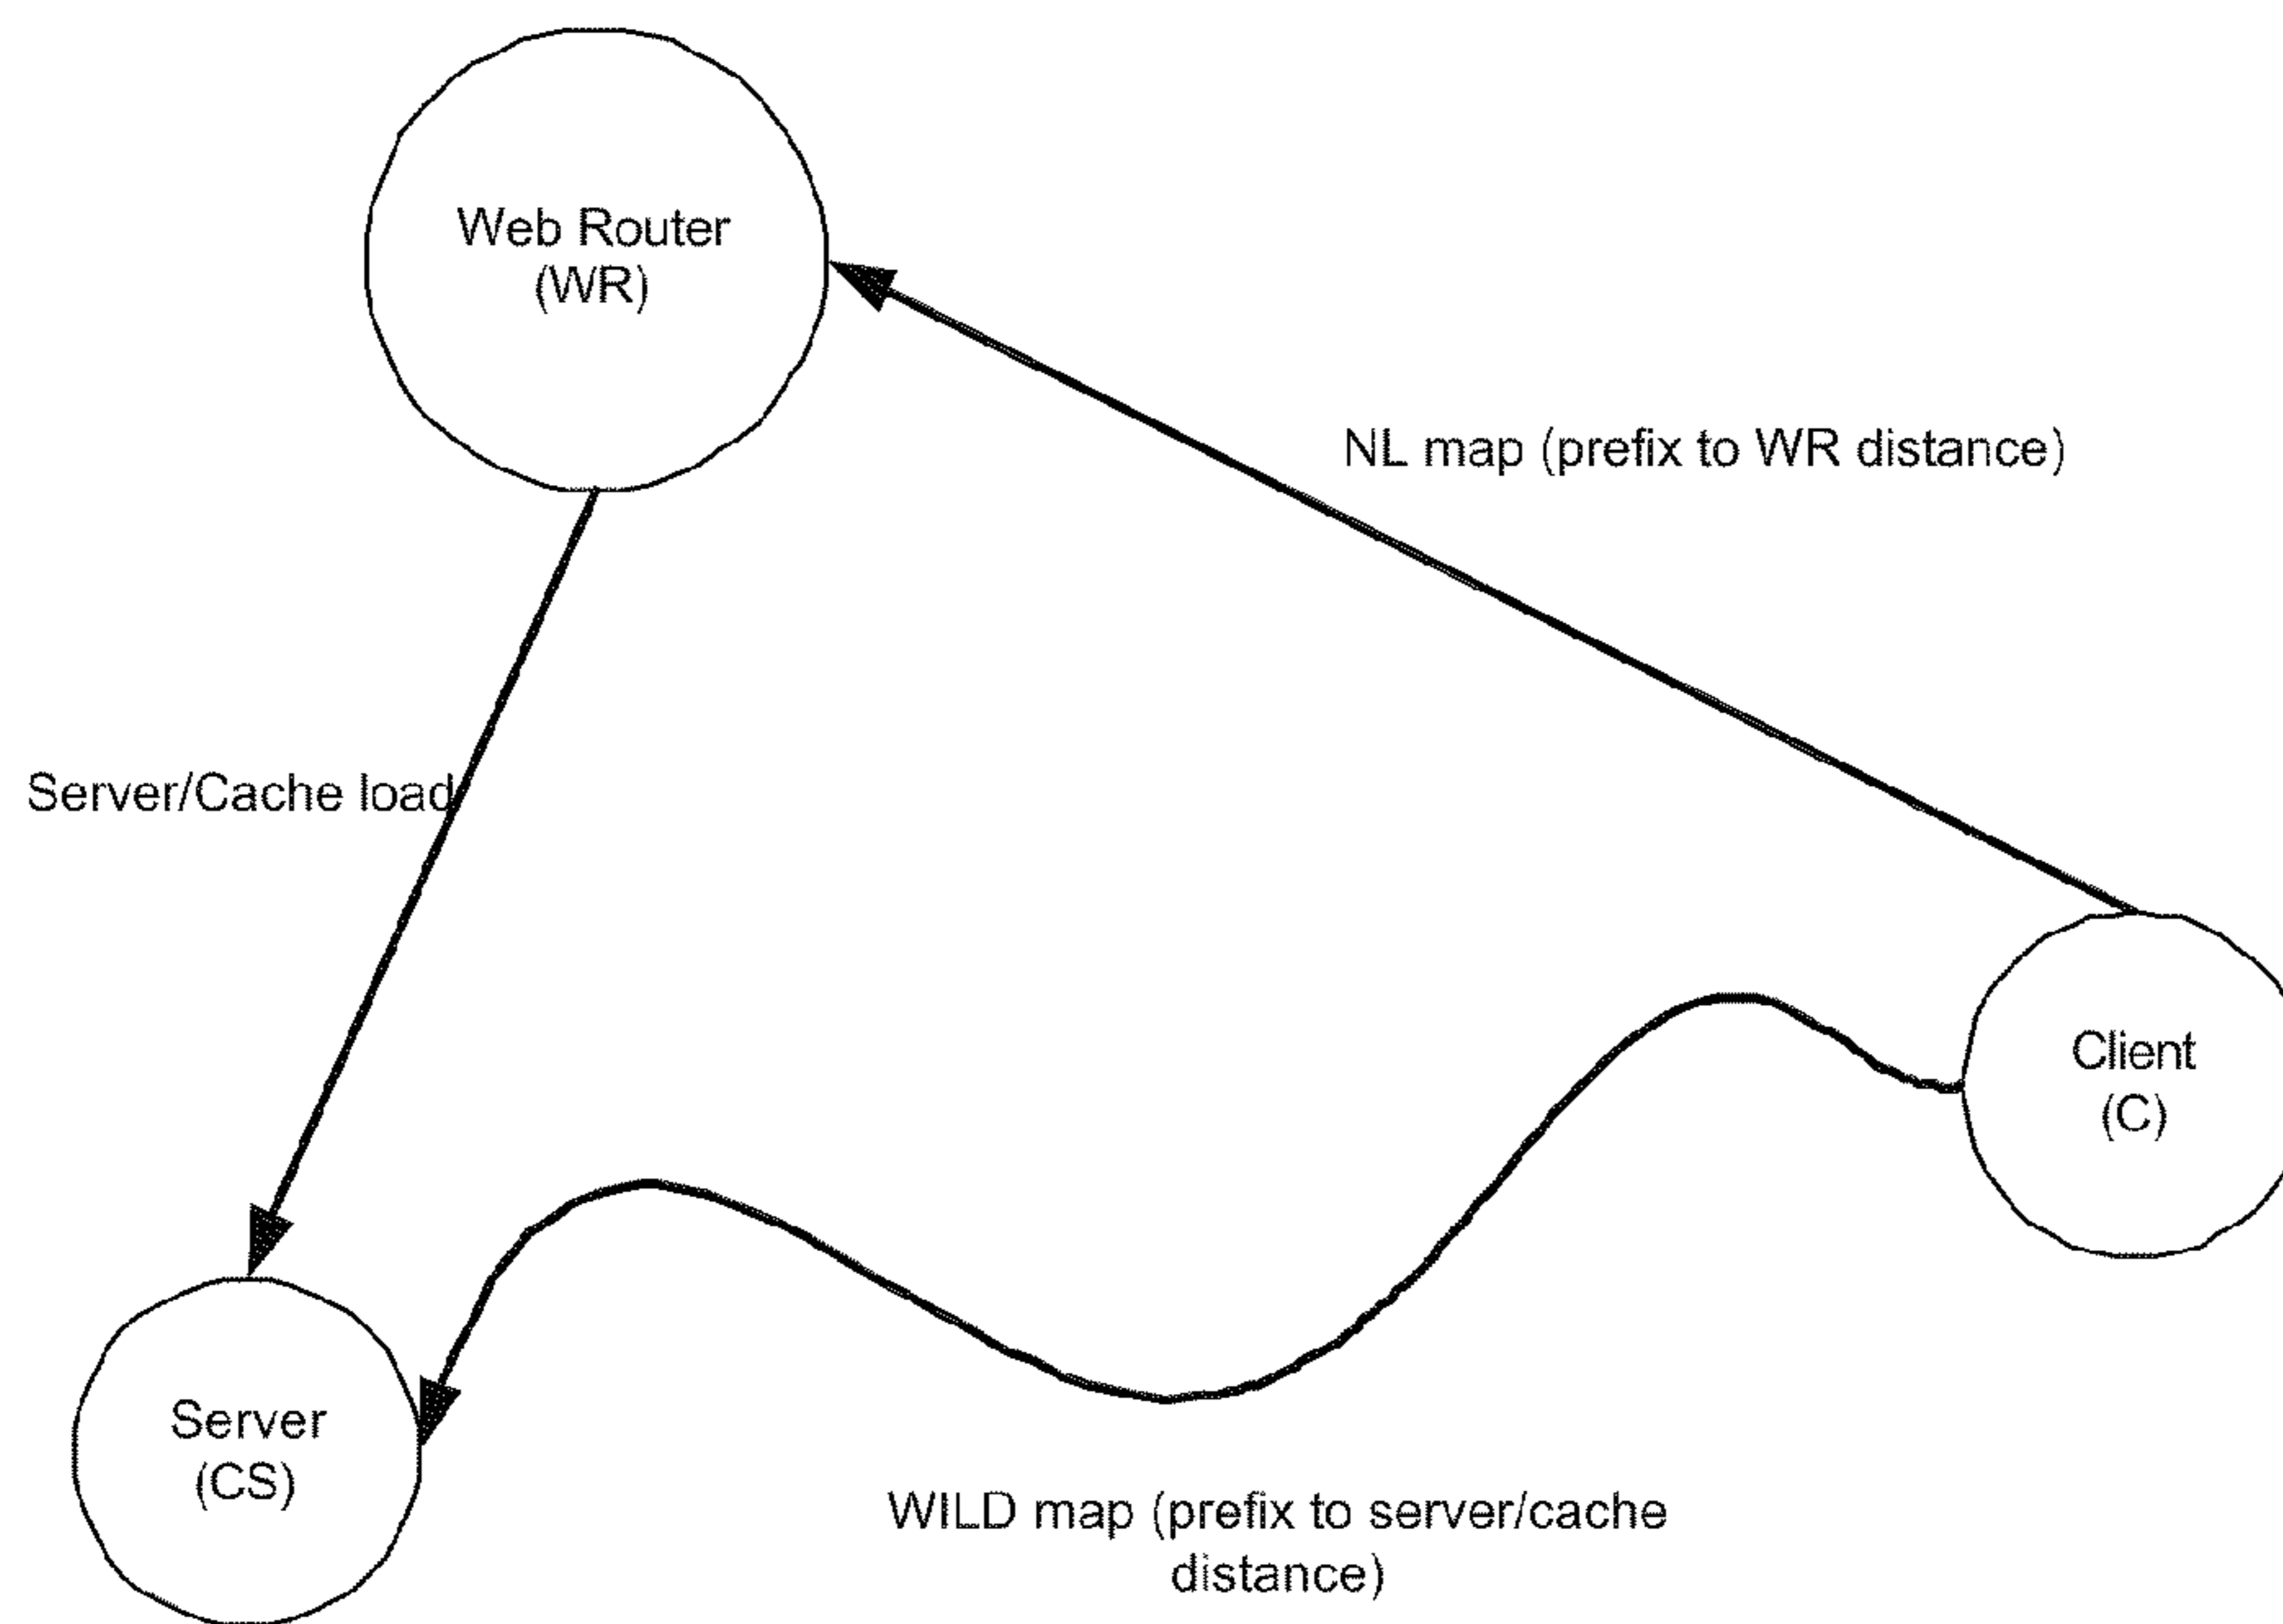 Web Router
(WR)
NL map (prefix to WR distance)
Server/Cache load
Client
(C)
Server
(CS)
WILD map (prefix to server/cache
distance)